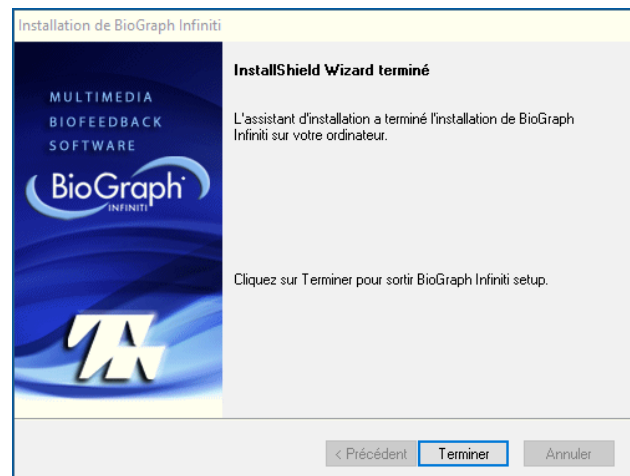 Installation de BioGraph Infiniti
MULTIMEDIA
BIOFEEDBACK
SOFTWARE
BioGraph
INFINITI
InstallShield Wizard terminé
L'assistant d'installation a terminé l'installation de BioGraph
Infiniti sur votre ordinateur.
Cliquez sur Terminer pour sortir BioGraph Infiniti setup.
< Précédent
Terminer
Annuler